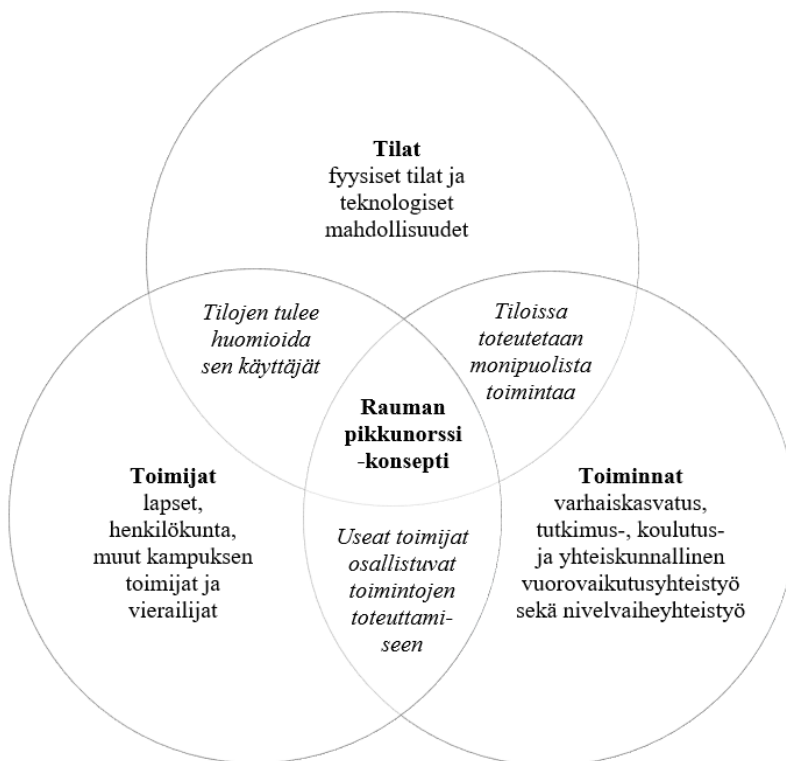 Tilat
fyysiset tilat ja
teknologiset
mahdollisuudet
Tilojen tulee
huomioida
sen käyttäjät
Tiloissa
toteutetaan
monipuolista
toimintaa
Rauman
pikkunorssi
-konsepti
Toimijat
lapset,
henkilökunta,
muut kampuksen
toimijat ja
vierailijat
Useat toimijat
osallistuvat
toimintojen
toteuttami-
seen
Toiminnat
varhaiskasvatus,
tutkimus-, koulutus-
ja yhteiskunnallinen
vuorovaikutusyhteistyö
sekä nivelvaiheyhteistyö